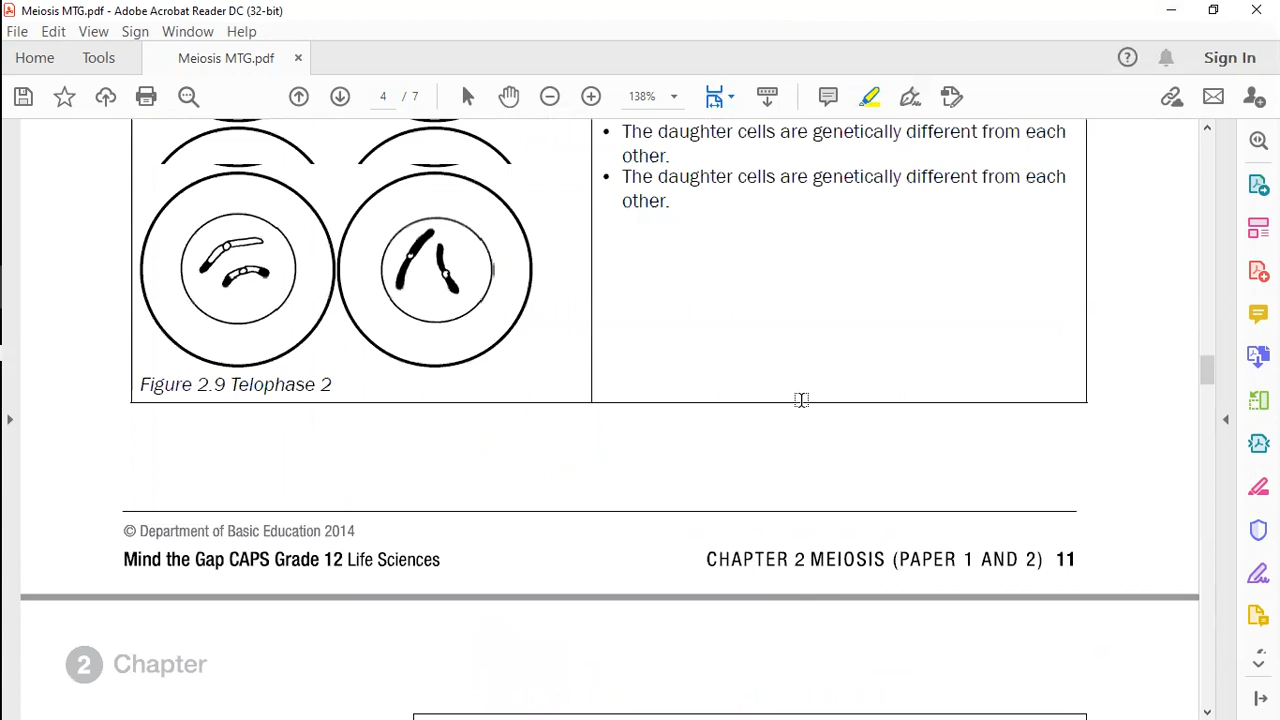 Meiosis MTG.pdf - Adobe Acrobat Reader DC (32-bit)
File Edit View Sign Window Help
Home Tools Meiosis MTG.pdf × Sign In
4 / 7 138%
• The daughter cells are genetically different from each
other.
• The daughter cells are genetically different from each
other.
Figure 2.9 Telophase 2
© Department of Basic Education 2014
Mind the Gap CAPS Grade 12 Life Sciences CHAPTER 2 MEIOSIS (PAPER 1 AND 2) 11
2 Chapter